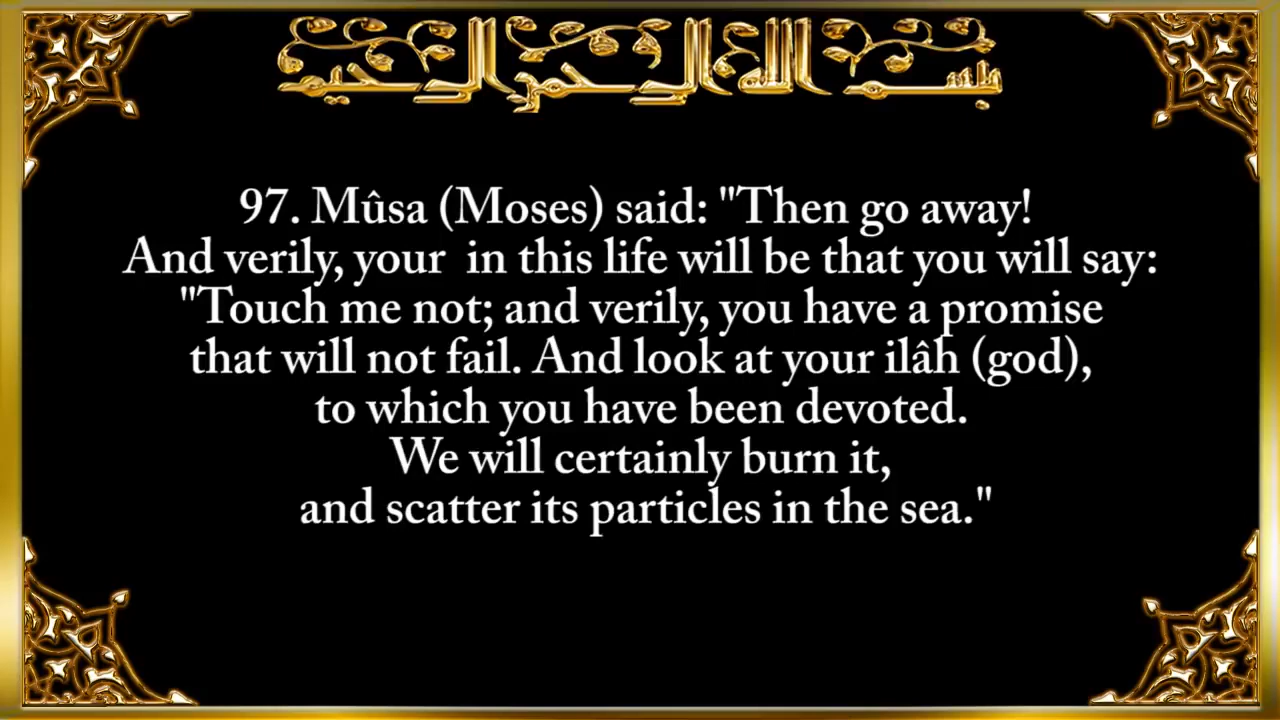 بسم الله الرحمن الرحيم
97. Mûsa (Moses) said: "Then go away!
And verily, your  in this life will be that you will say:
"Touch me not; and verily, you have a promise
that will not fail. And look at your ilâh (god),
to which you have been devoted.
We will certainly burn it,
and scatter its particles in the sea."